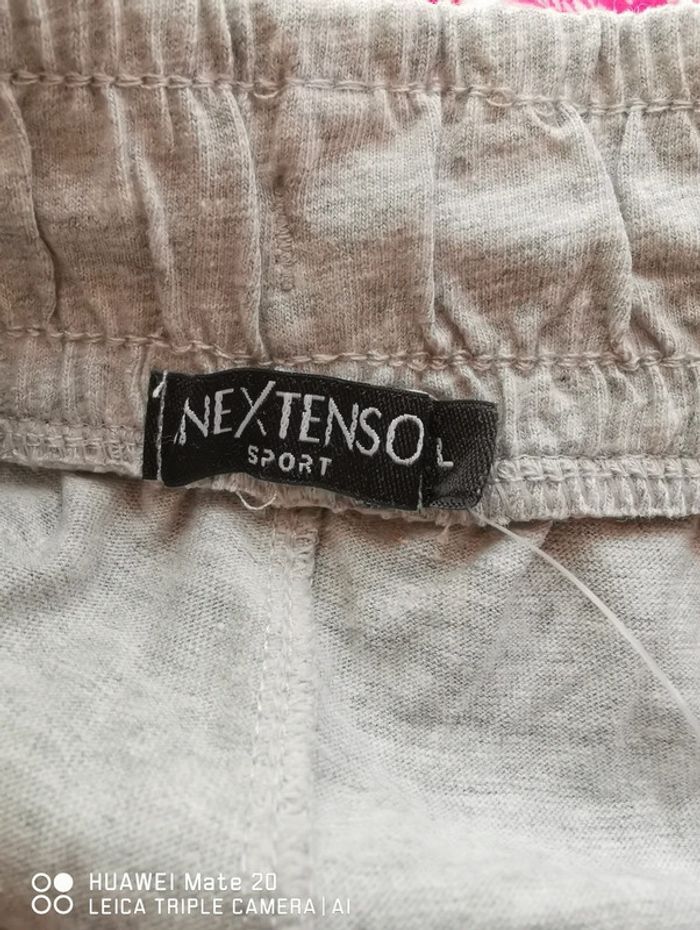 NEXTENSO
SPORT
L
HUAWEI Mate 20
LEICA TRIPLE CAMERA | AI